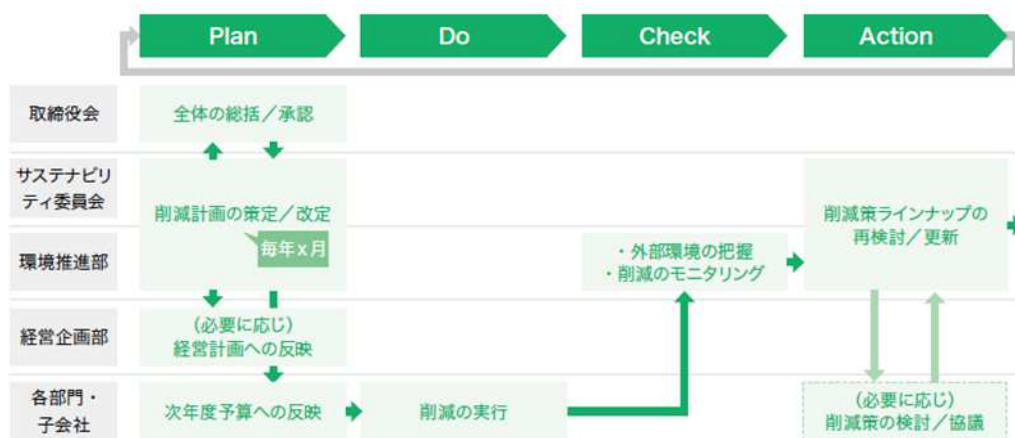 Plan
Do
Check
Action
取締役会
全体の総括／承認
サステナビリ
ティ委員会
削減計画の策定／改定
毎年x月
削減策ラインナップの
再検討／更新
環境推進部
・外部環境の把握
・削減のモニタリング
経営企画部
（必要に応じ）
経営計画への反映
各部門・
子会社
次年度予算への反映
削減の実行
（必要に応じ）
削減策の検討／協議